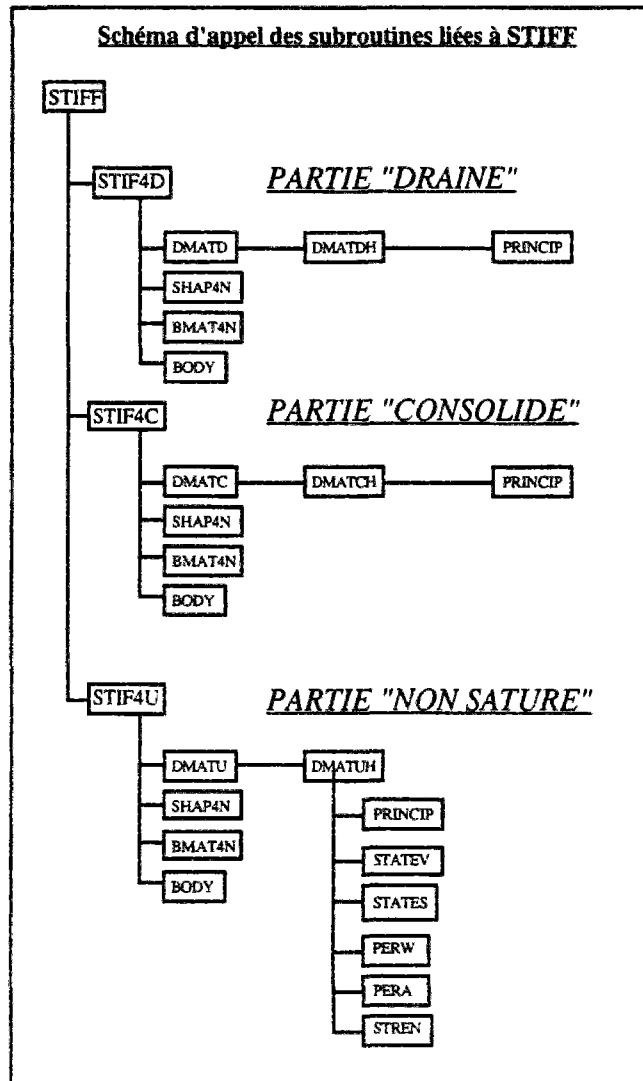 Schéma d'appel des subroutines liées à STIFF
STIFF
STIF4D
PARTIE "DRAINE"
DMATD
DMATDH
PRINCIP
SHAP4N
BMAT4N
BODY
STIF4C
PARTIE "CONSOLIDE"
DMATC
DMATCH
PRINCIP
SHAP4N
BMAT4N
BODY
STIF4U
PARTIE "NON SATURE"
DMATU
DMATUH
SHAP4N
PRINCIP
BMAT4N
STATEV
BODY
STATES
PERW
PERA
STREN